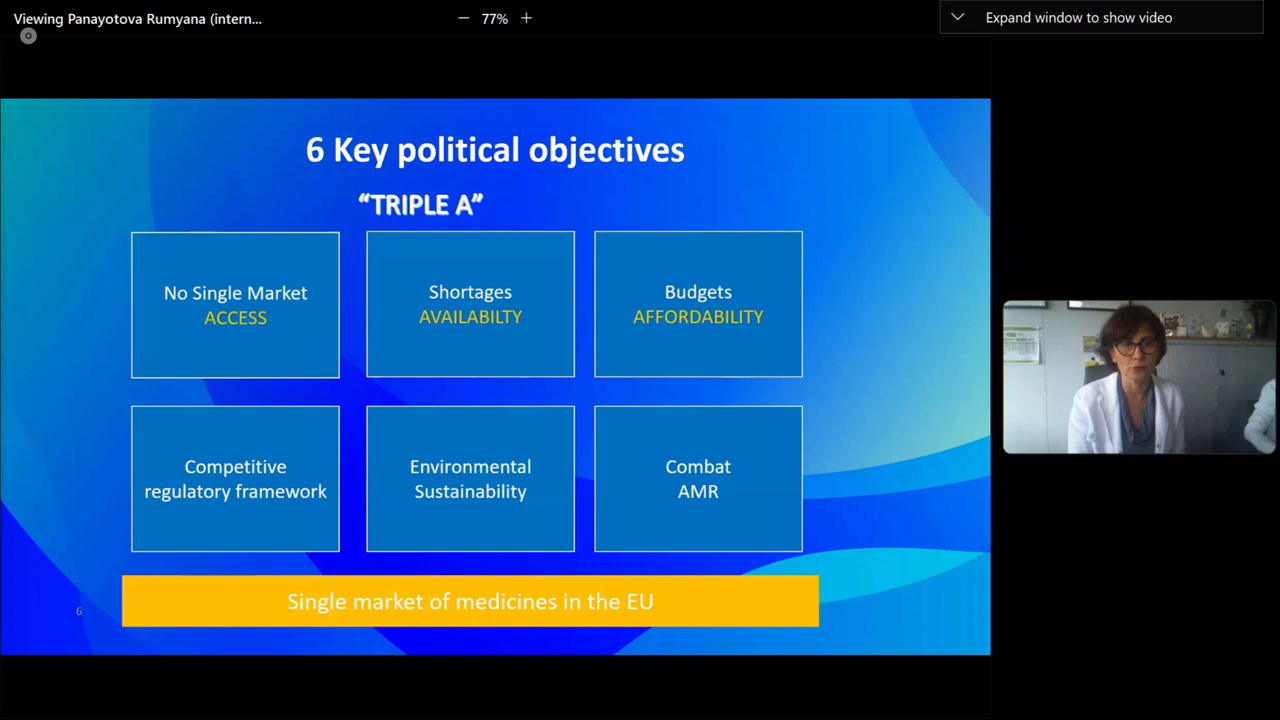 Viewing Panayotova Rumyana (intern...
77%
Expand window to show video
6 Key political objectives
“TRIPLE A”
No Single Market
ACCESS
Shortages
AVAILABILTY
Budgets
AFFORDABILITY
Competitive
regulatory framework
Environmental
Sustainability
Combat
AMR
Single market of medicines in the EU
6